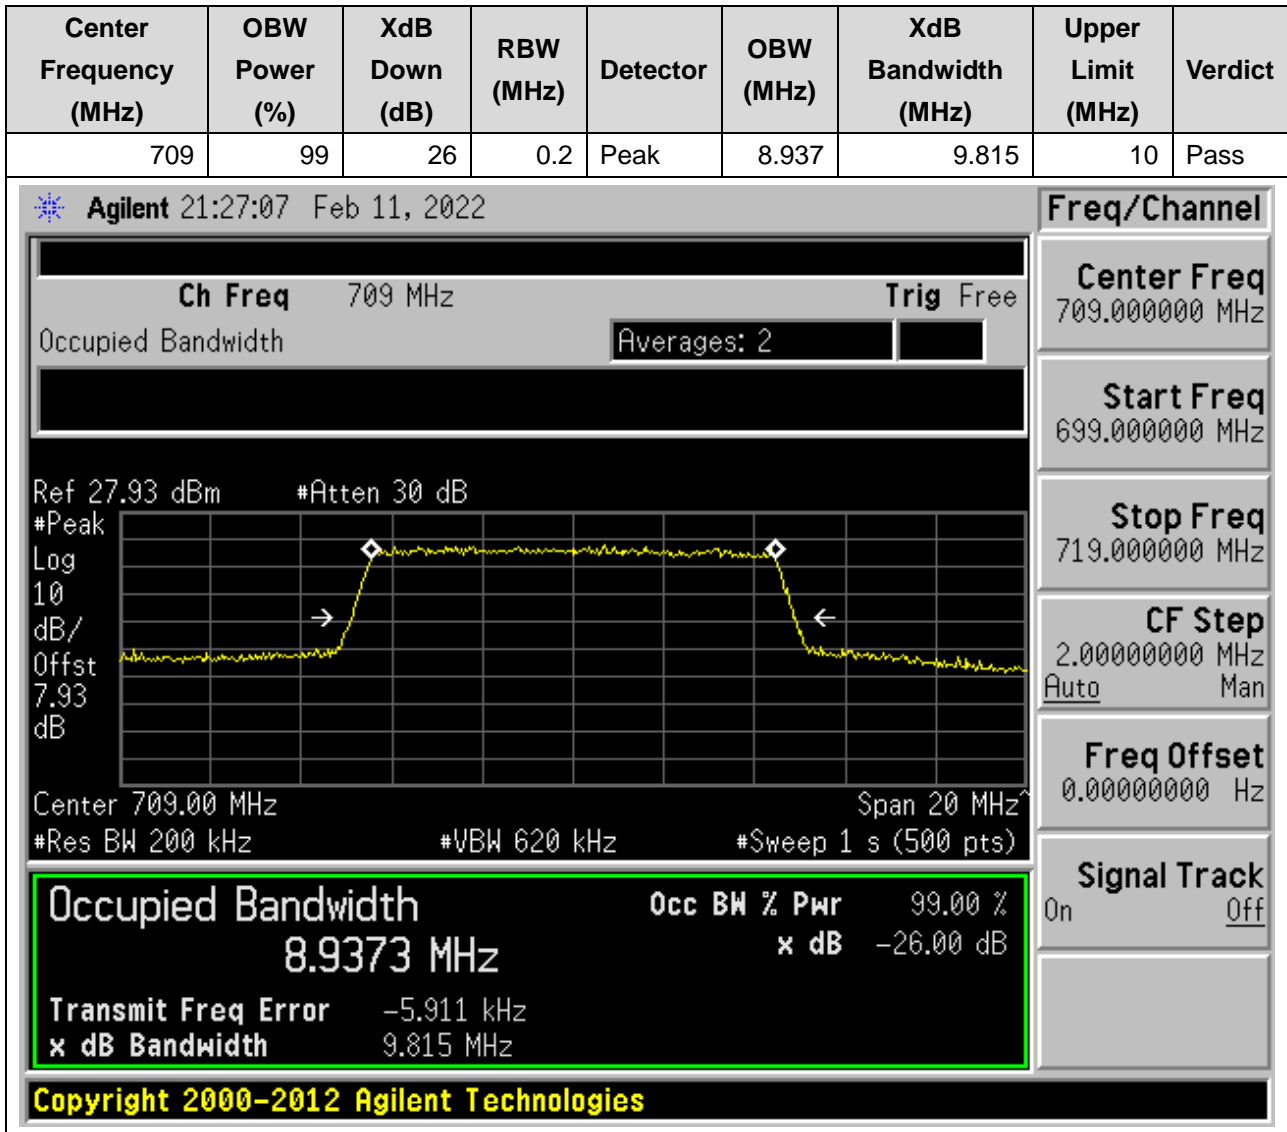 Center Frequency (MHz) OBW Power (%) XdB Down (dB) RBW (MHz) Detector OBW (MHz) XdB Bandwidth (MHz) Upper Limit (MHz) Verdict
709 99 26 0.2 Peak 8.937 9.815 10 Pass
Agilent 21:27:07 Feb 11, 2022
Freq/Channel
Ch Freq 709 MHz Trig Free
Occupied Bandwidth Averages: 2
Center Freq
709.000000 MHz
Start Freq
699.000000 MHz
Stop Freq
719.000000 MHz
CF Step
2.00000000 MHz
Auto Man
Freq Offset
0.00000000 Hz
Signal Track
On Off
Ref 27.93 dBm #Atten 30 dB
#Peak
Log
10
dB/
Offst
7.93
dB
Center 709.00 MHz Span 20 MHz^
#Res BW 200 kHz #VBW 620 kHz #Sweep 1 s (500 pts)
Occupied Bandwidth Occ BW % Pwr 99.00 %
8.9373 MHz x dB -26.00 dB
Transmit Freq Error -5.911 kHz
x dB Bandwidth 9.815 MHz
Copyright 2000-2012 Agilent Technologies